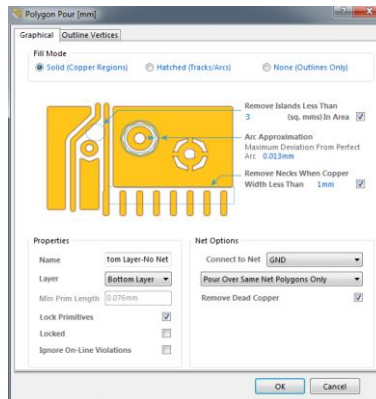 Polygon Pour [mm]
Graphical Outline Vertices
Fill Mode
Solid (Copper Regions) Hatched (Tracks/Arcs) None (Outlines Only)
Remove Islands Less Than
3 (sq. mms) In Area
Arc Approximation
Maximum Deviation From Perfect
Arc 0.013mm
Remove Necks When Copper
Width Less Than 1mm
Properties
Name tom Layer-No Net
Layer Bottom Layer
Min Prim Length 0.076mm
Lock Primitives
Locked
Ignore On-Line Violations
Net Options
Connect to Net GND
Pour Over Same Net Polygons Only
Remove Dead Copper
OK Cancel